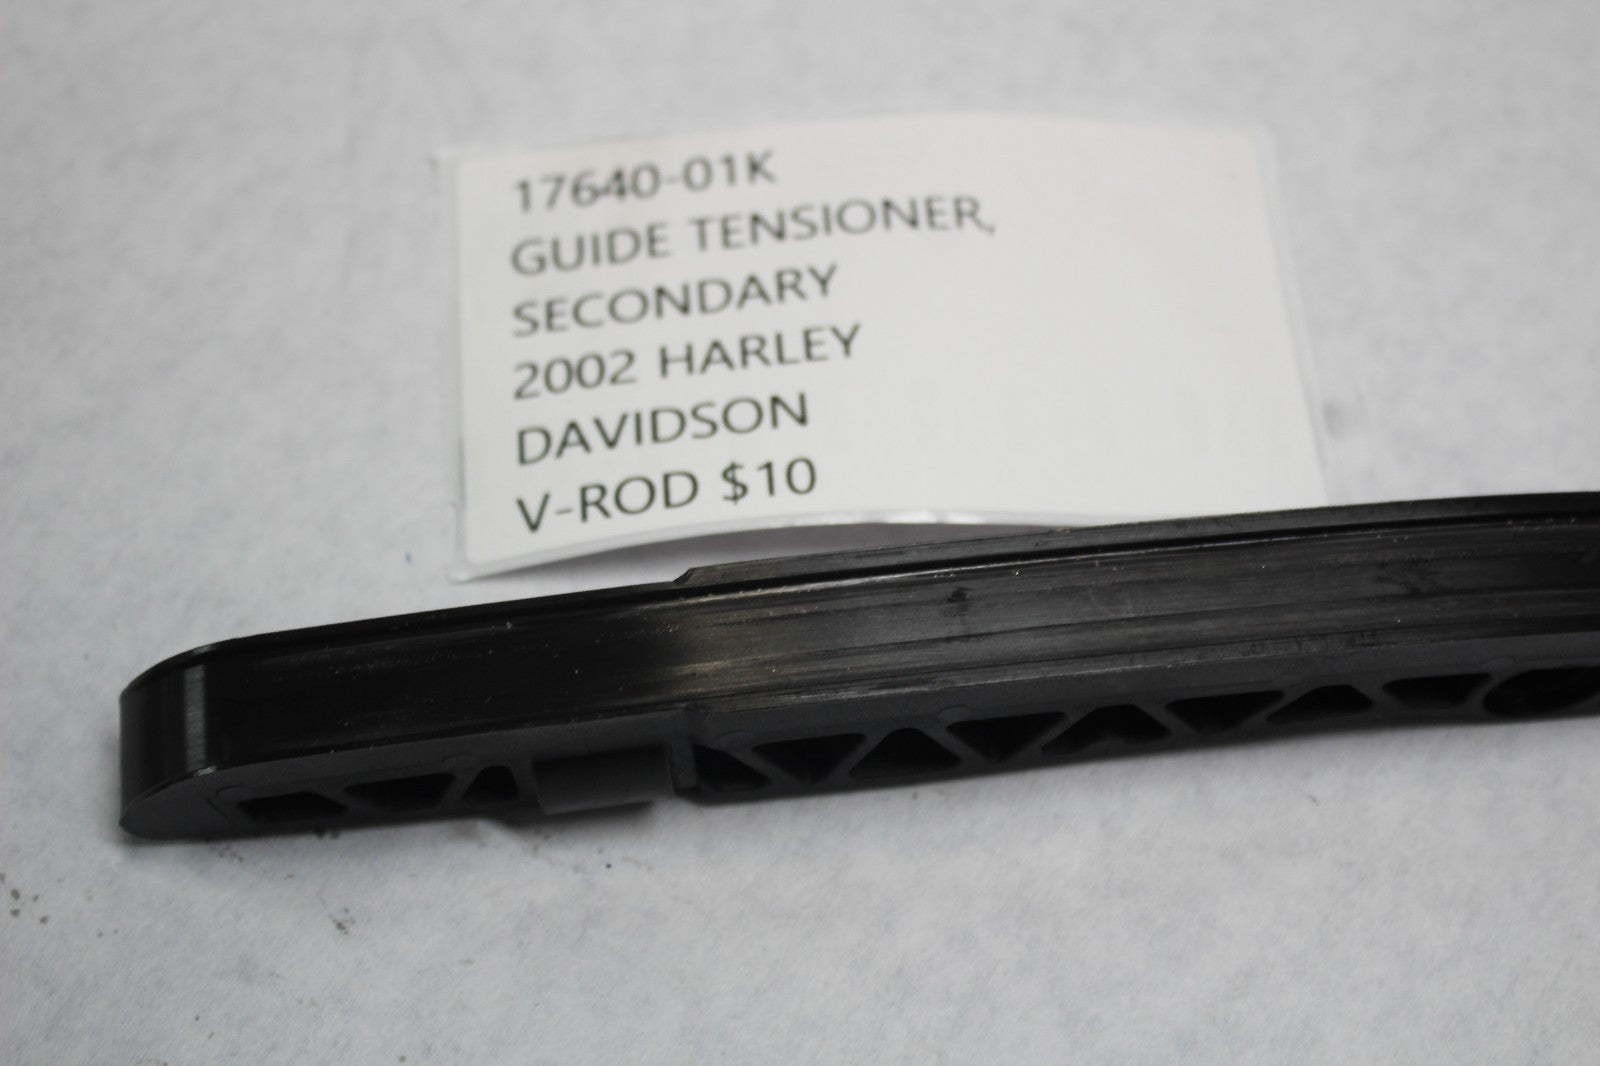 17640-01K
GUIDE TENSIONER,
SECONDARY
2002 HARLEY
DAVIDSON
V-ROD $10